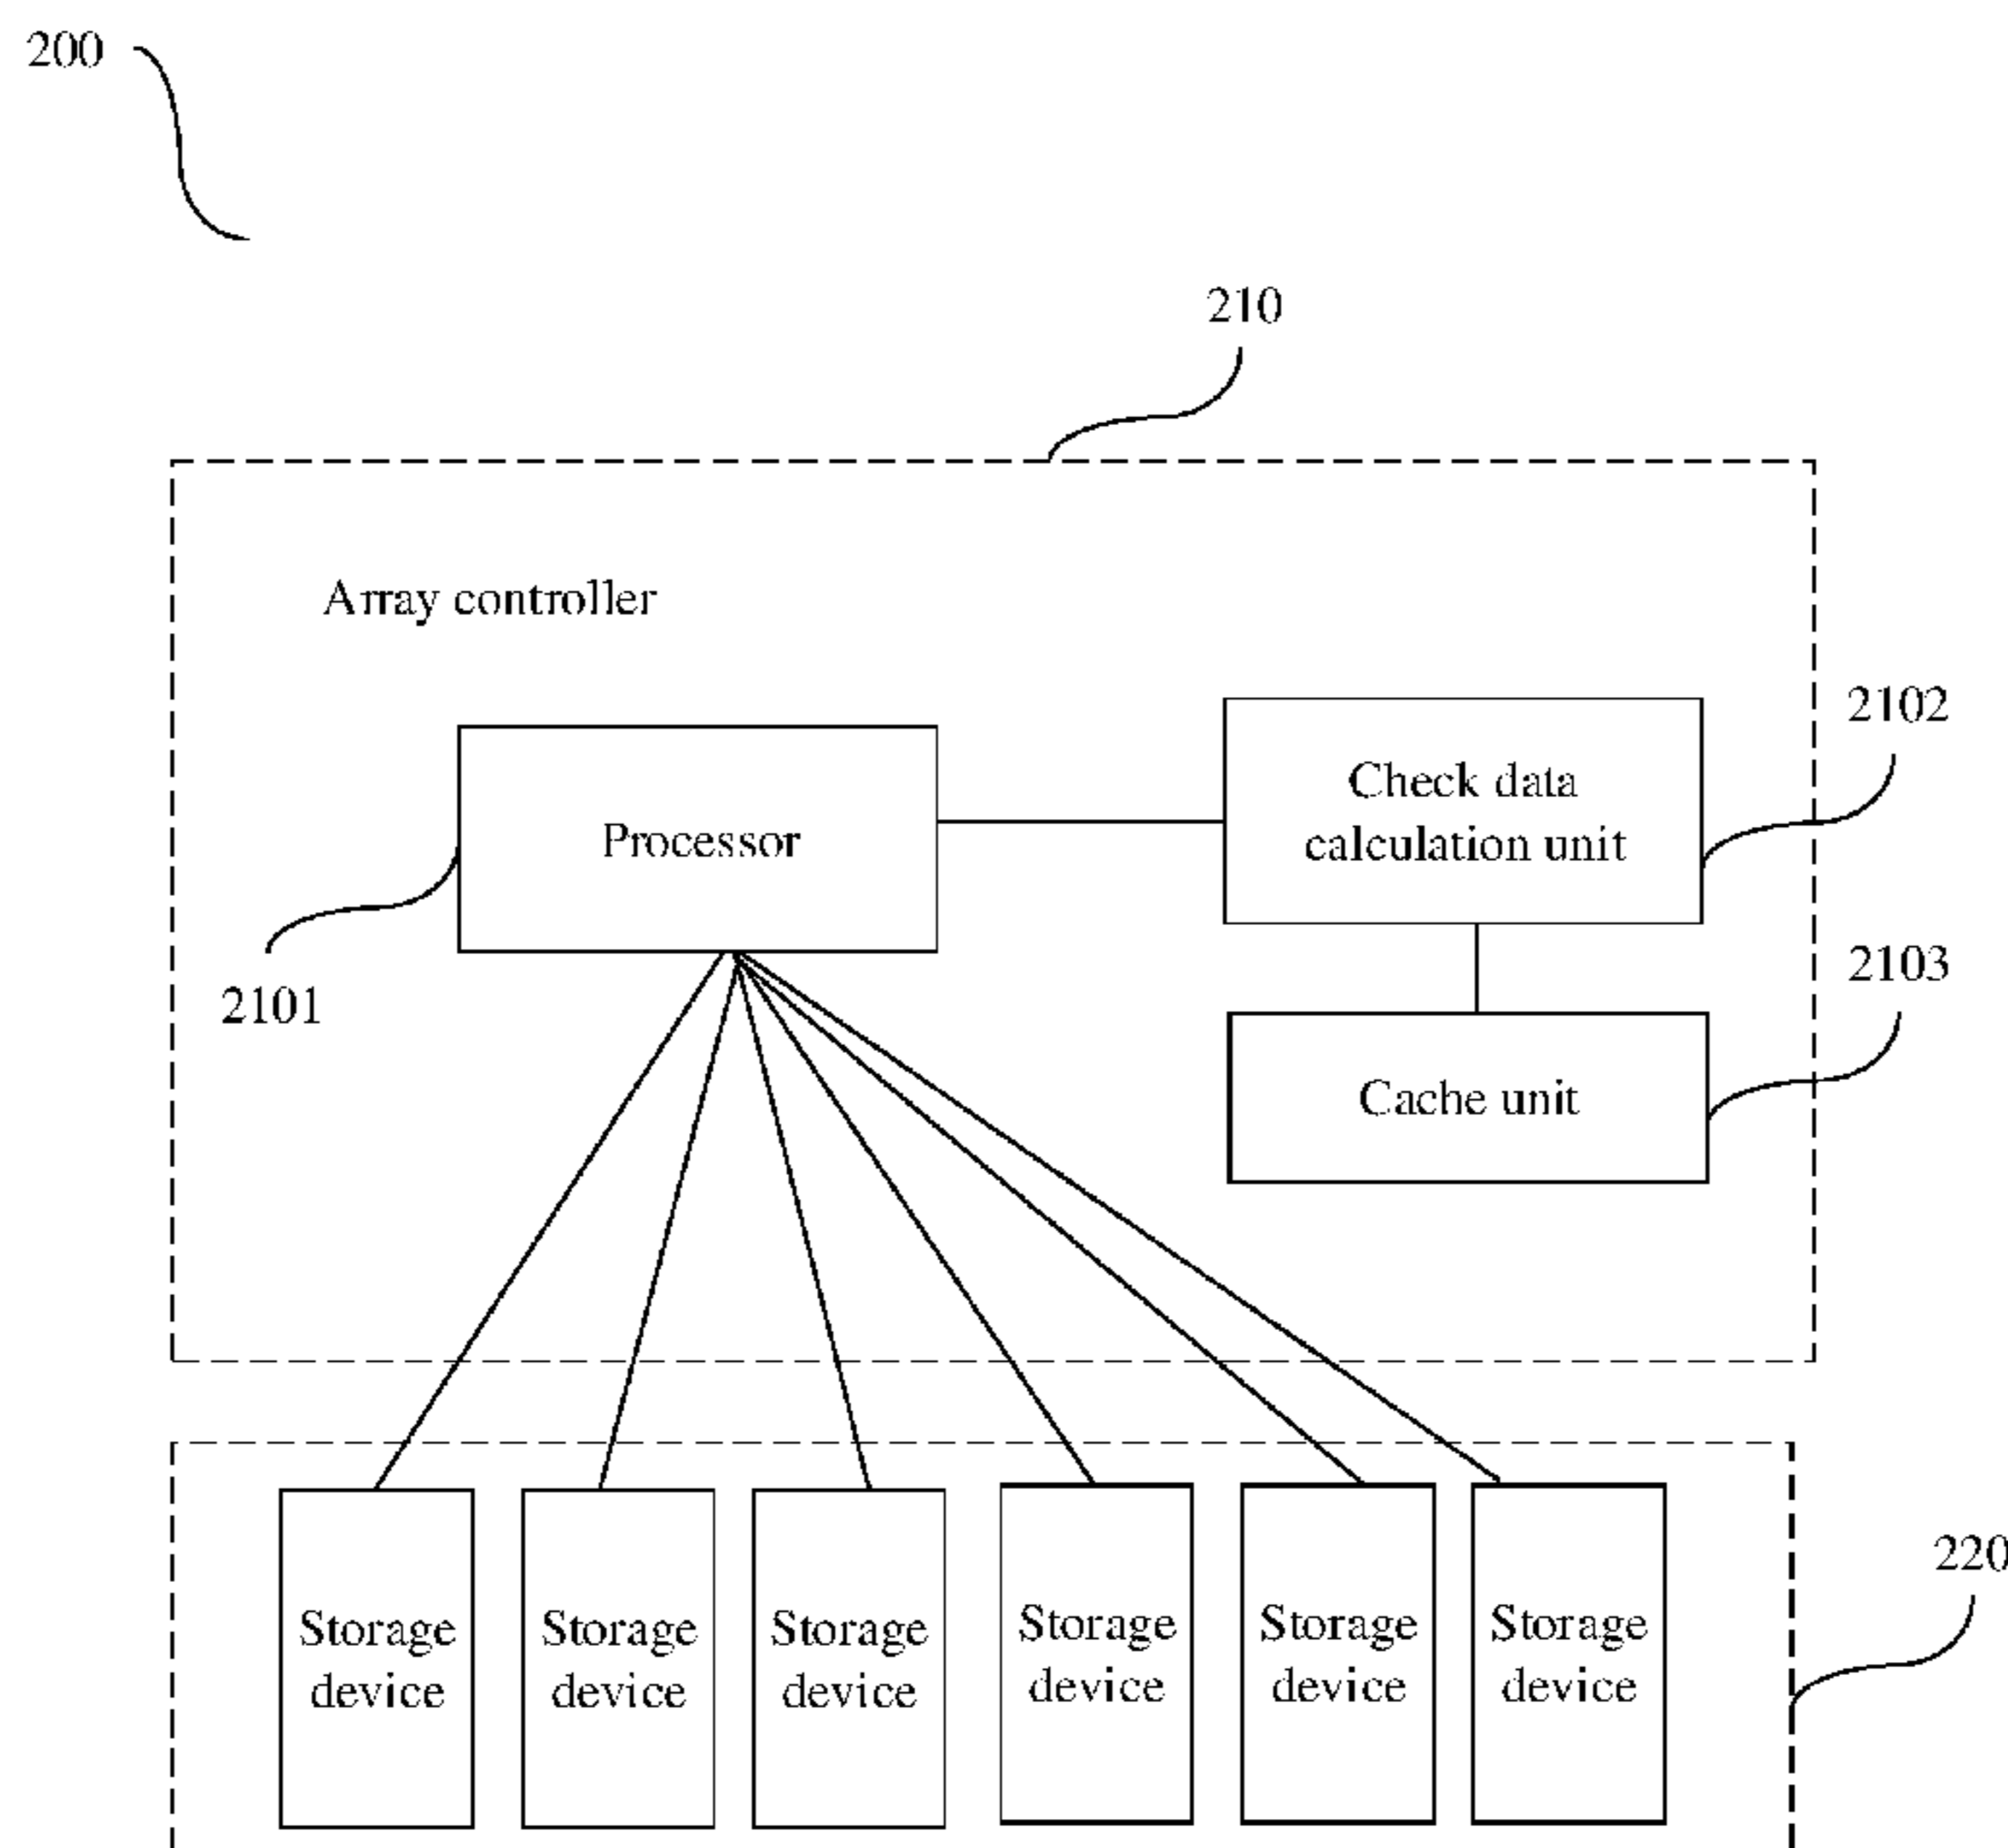 200
210
Array controller
2102
Check data
calculation unit
Processor
2103
2101
Cache unit
220
Storage
device
Storage
device
Storage
device
Storage
device
Storage
device
Storage
device